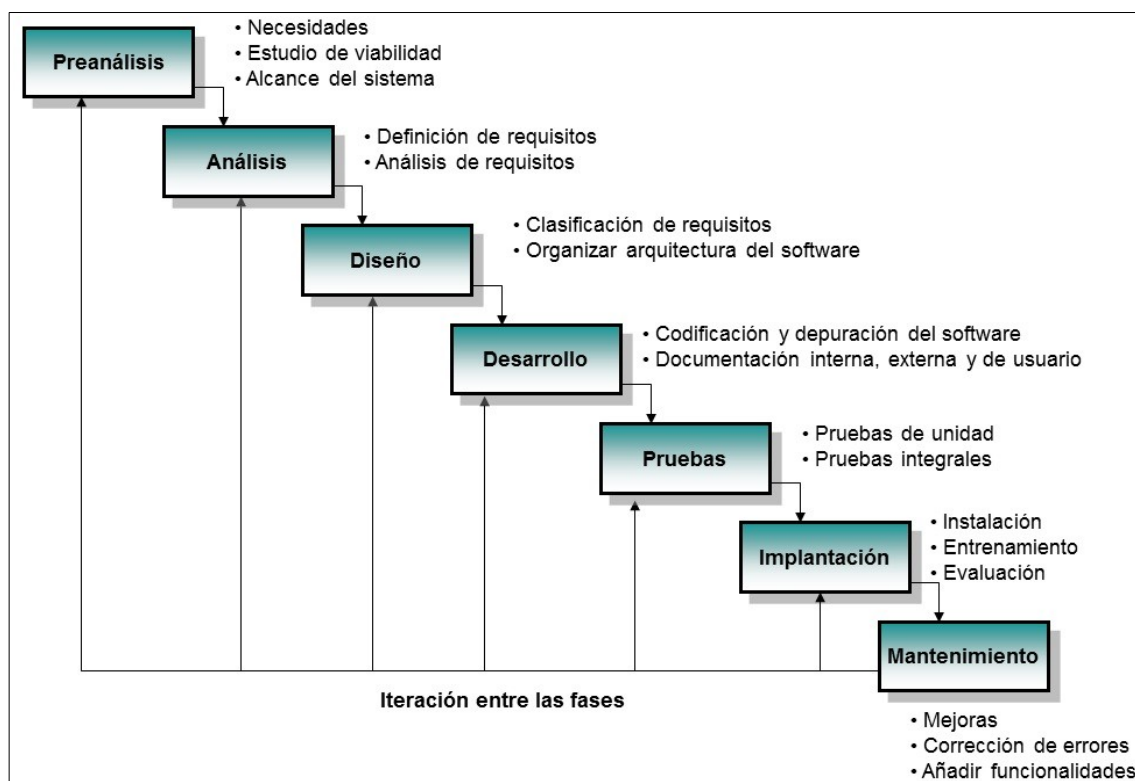 Preanálisis
• Necesidades
• Estudio de viabilidad
• Alcance del sistema
Análisis
• Definición de requisitos
• Análisis de requisitos
Diseño
• Clasificación de requisitos
• Organizar arquitectura del software
Desarrollo
• Codificación y depuración del software
• Documentación interna, externa y de usuario
Pruebas
• Pruebas de unidad
• Pruebas integrales
Implantación
• Instalación
• Entrenamiento
• Evaluación
Mantenimiento
Iteración entre las fases
• Mejoras
• Corrección de errores
• Añadir funcionalidades